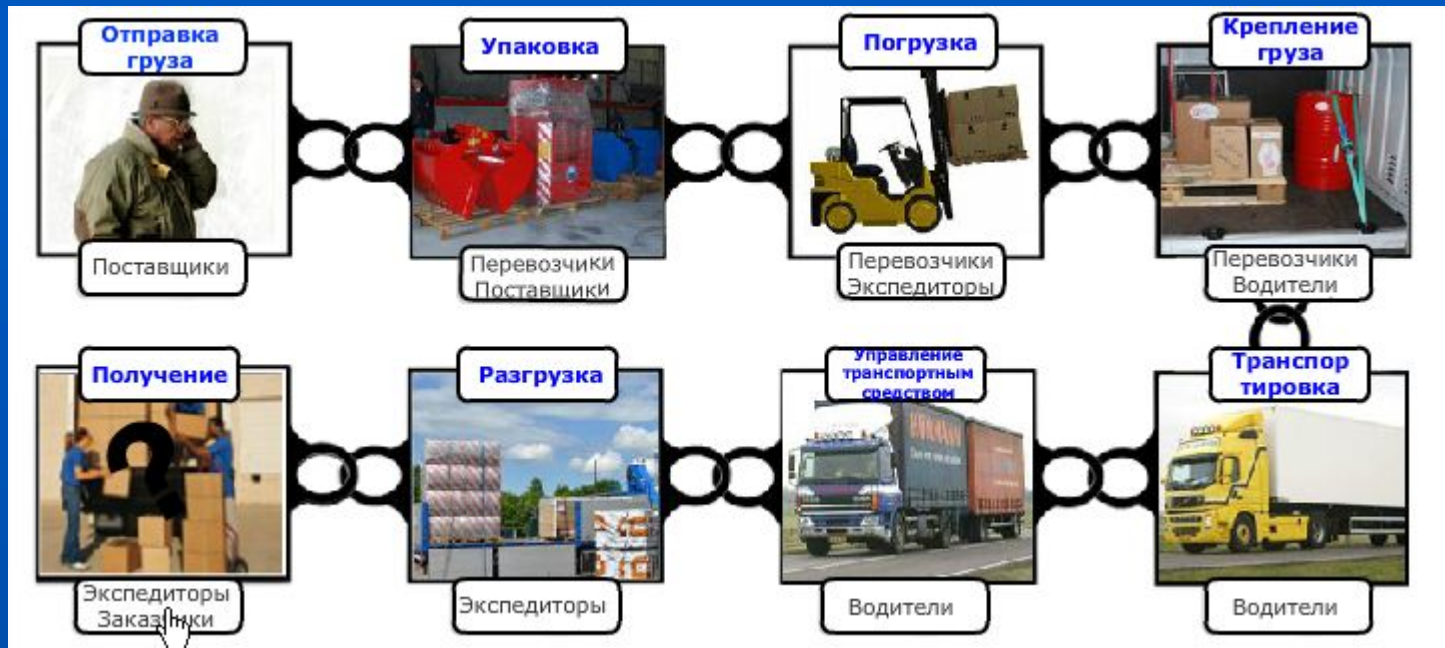 Отправка
груза
Поставщики
Упаковка
Перевозчики
Поставщики
Погрузка
Перевозчики
Экспедиторы
Крепление
груза
Перевозчики
Водители
Получение
?
Экспедиторы
Заказчики
Разгрузка
Экспедиторы
Управление
транспортным
средством
Водители
Транспор
тировка
Водители